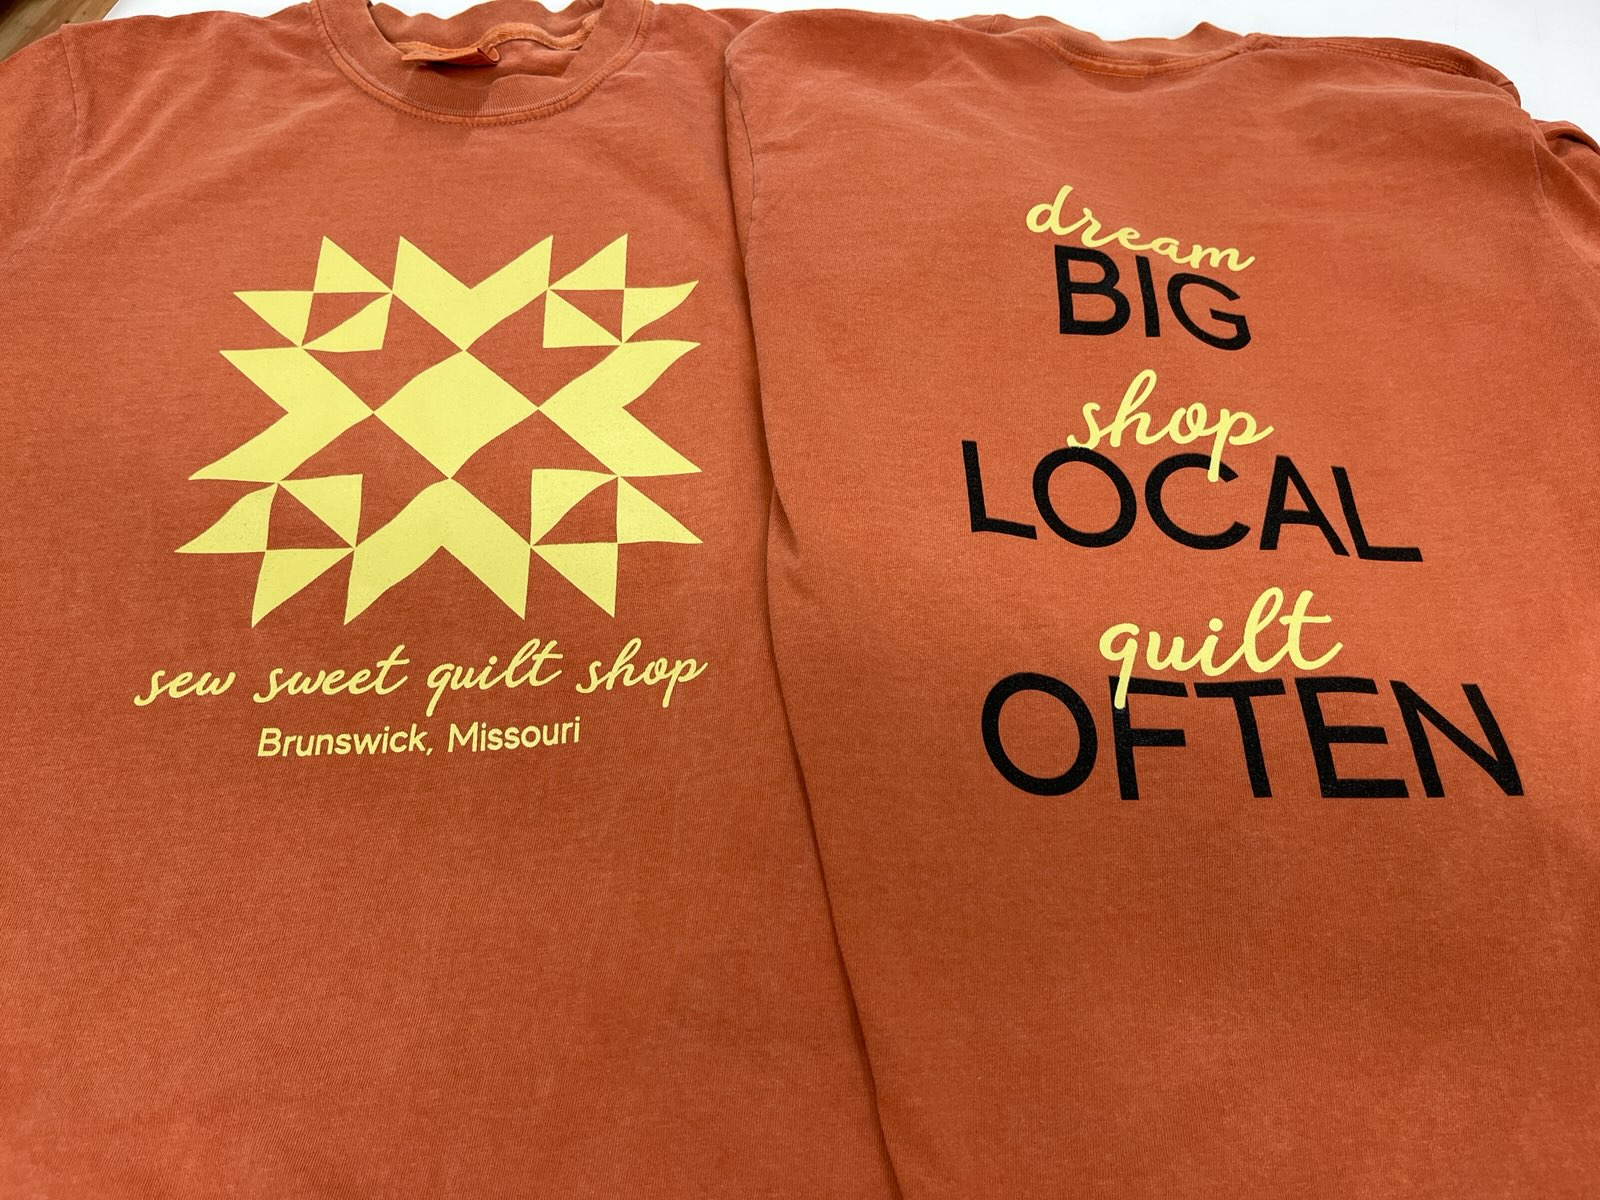 sew sweet quilt shop
Brunswick, Missouri
dream
BIG
shop
LOCAL
quilt
OFTEN